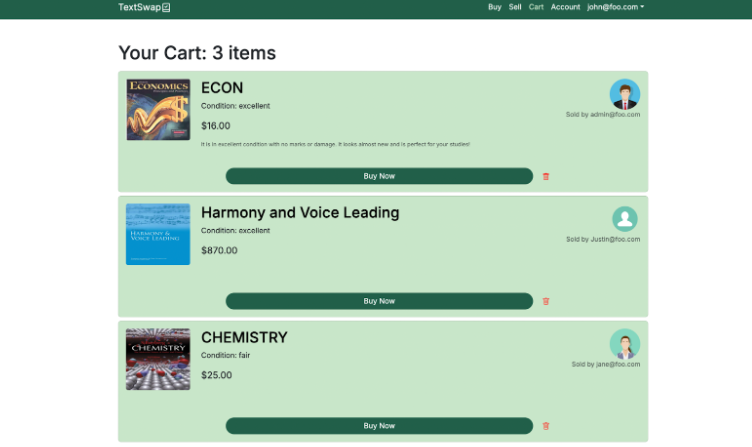 TextSwap
Buy Sell Cart Account john@foo.com
Your Cart: 3 items
ECONOMICS
ECON
Condition: excellent
$16.00
It is in excellent condition with no marks or damage. It looks almost new and is perfect for your studies!
Sold by admin@foo.com
Buy Now
HARMONY &
VOICE LEADING
Harmony and Voice Leading
Condition: excellent
$870.00
Sold by Justin@foo.com
Buy Now
CHEMISTRY
CHEMISTRY
Condition: fair
$25.00
Sold by jane@foo.com
Buy Now